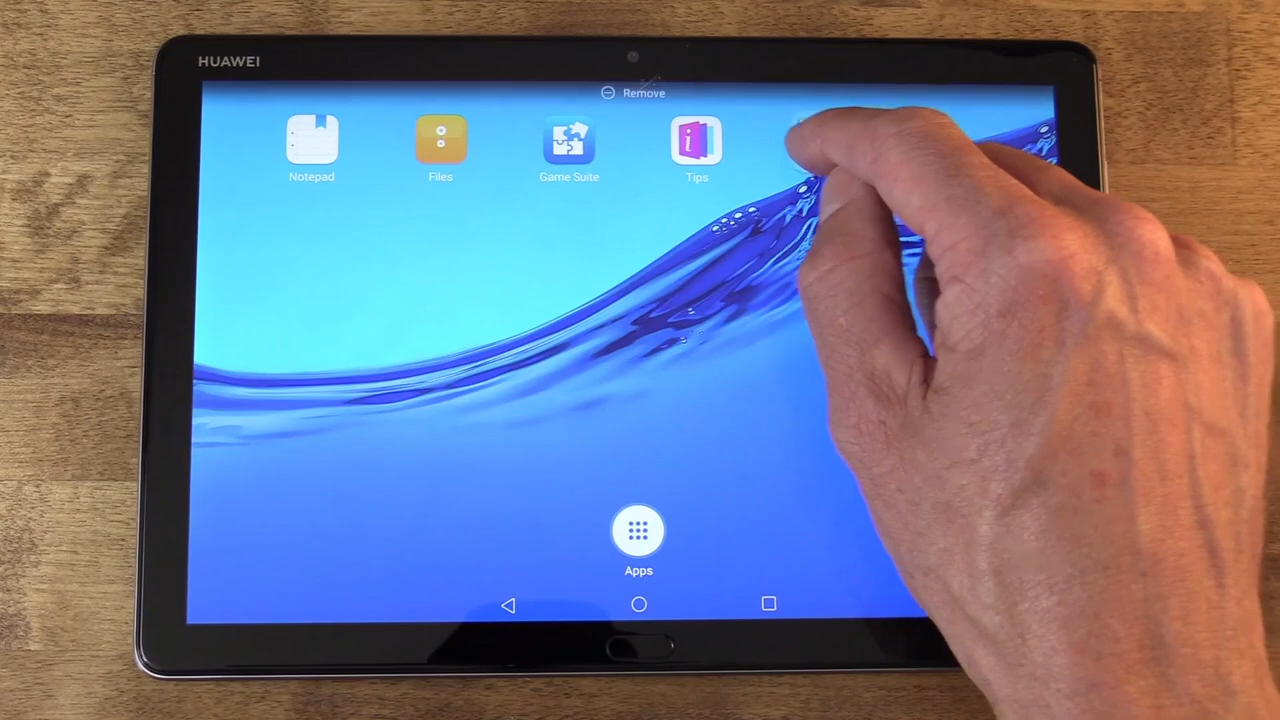 HUAWEI
Remove
Notepad
Files
Game Suite
Tips
Apps